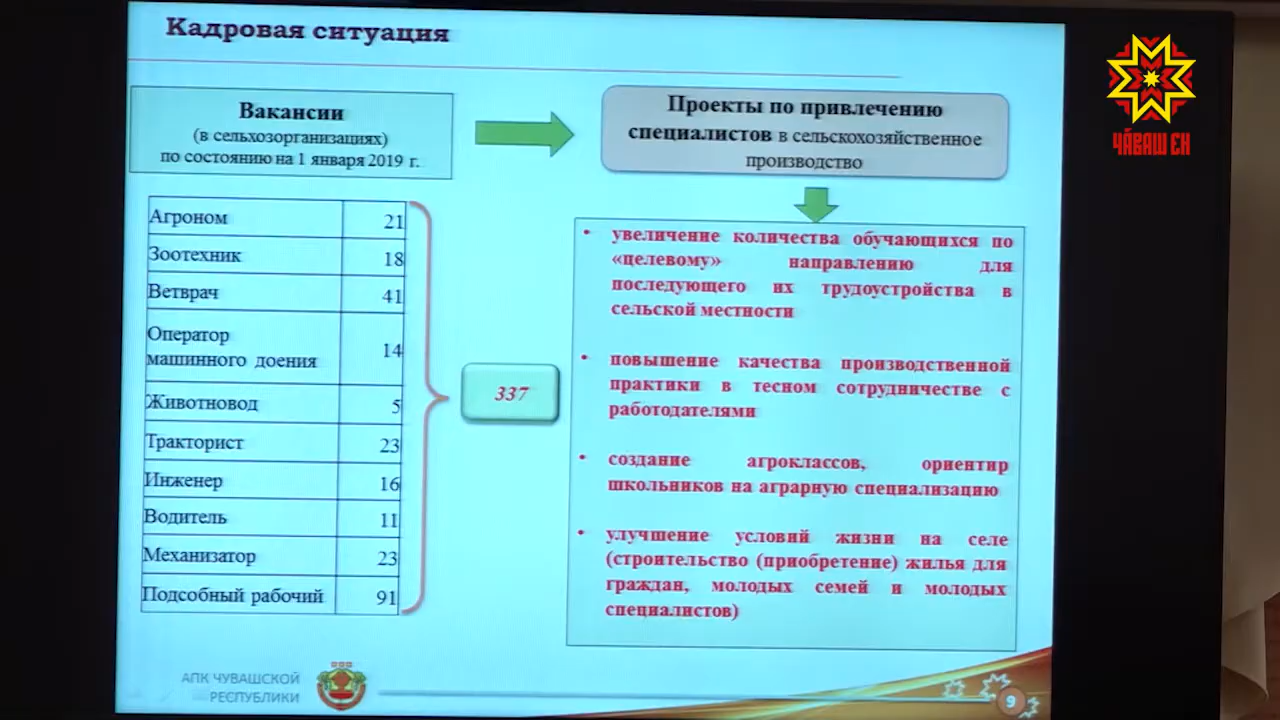 Кадровая ситуация
Вакансии
(в сельхозорганизациях)
по состоянию на 1 января 2019 г.
Проекты по привлечению
специалистов в сельскохозяйственное
производство
ЧӐВАШ ЕН
Агроном 21
Зоотехник 18
Ветврач 41
Оператор
машинного доения 14
Животновод 5
Тракторист 23
Инженер 16
Водитель 11
Механизатор 23
Подсобный рабочий 91
337
• увеличение количества обучающихся по
«целевому» направлению для
последующего их трудоустройства в
сельской местности
• повышение качества производственной
практики в тесном сотрудничестве с
работодателями
• создание агроклассов, ориентир
школьников на аграрную специализацию
• улучшение условий жизни на селе
(строительство (приобретение) жилья для
граждан, молодых семей и молодых
специалистов)
АПК ЧУВАШСКОЙ
РЕСПУБЛИКИ
9